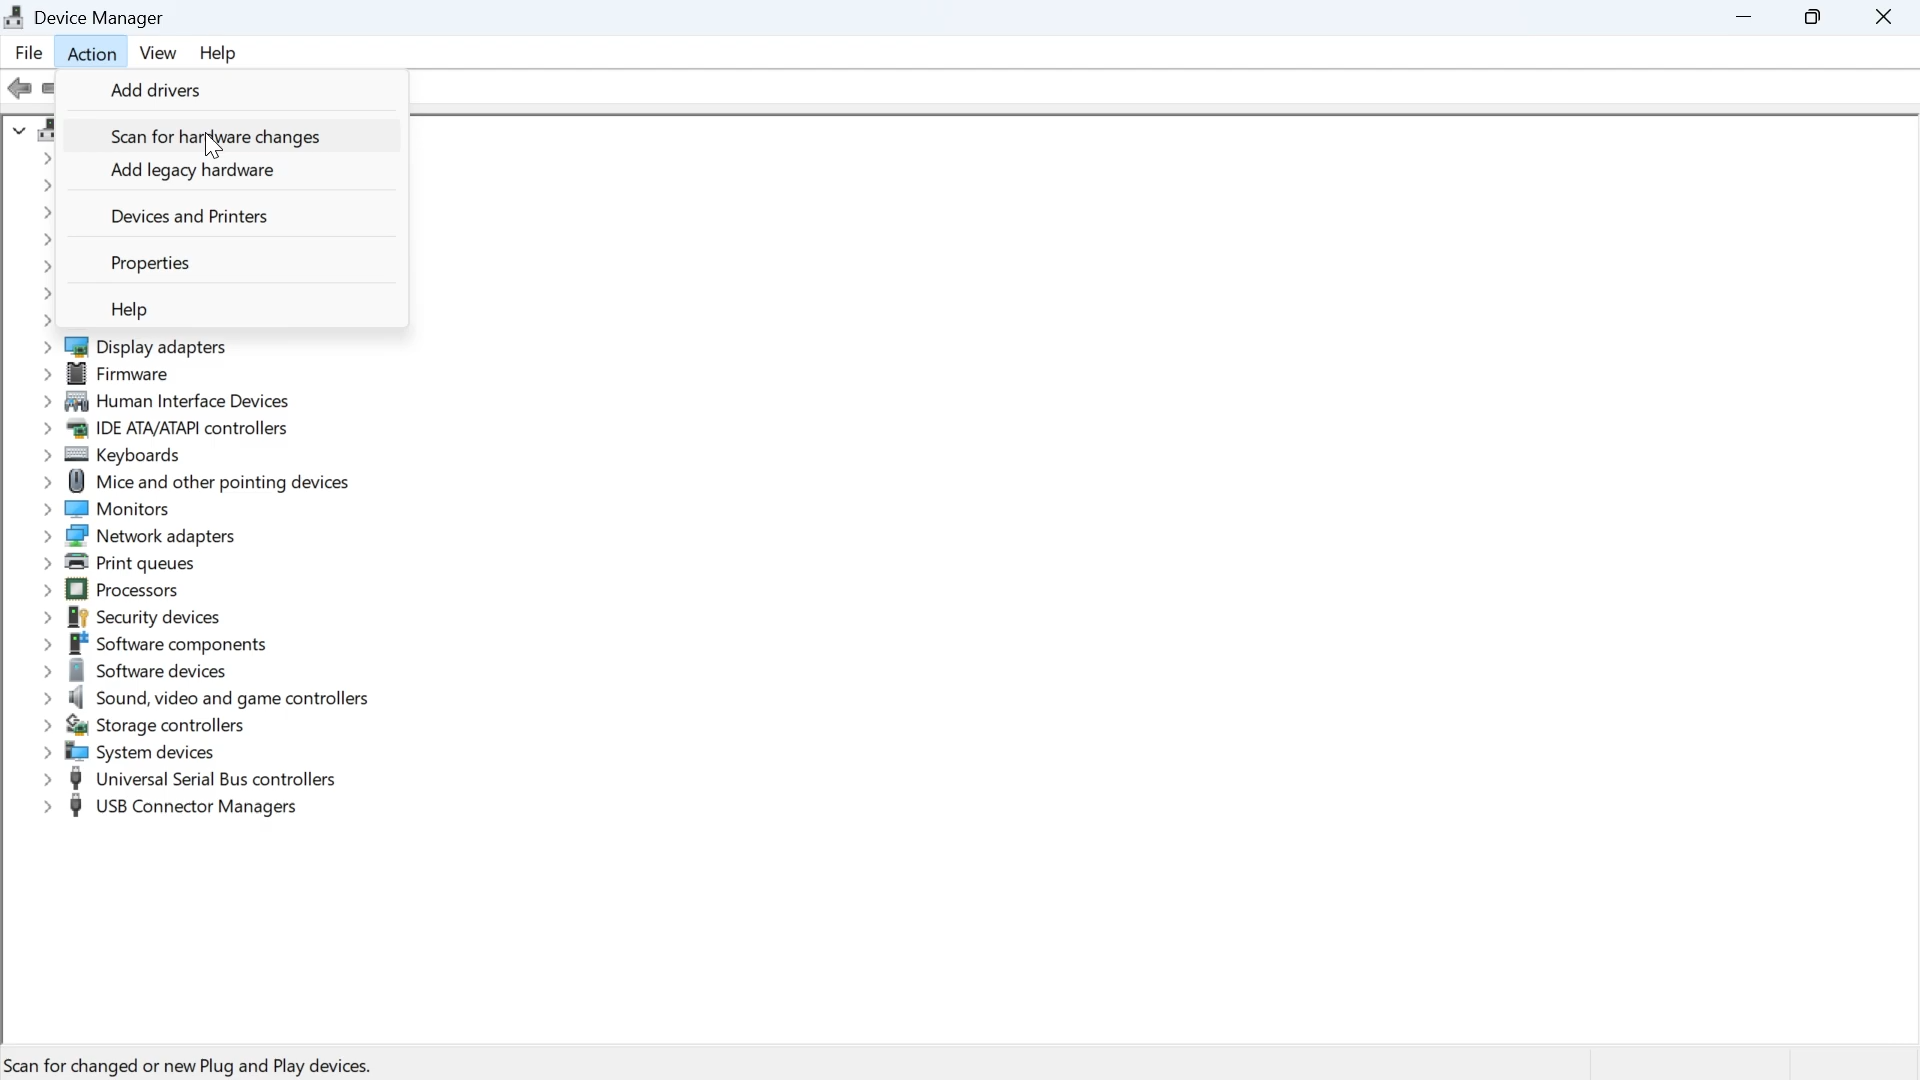 Device Manager
File Action View Help
Add drivers
Scan for hardware changes
Add legacy hardware
Devices and Printers
Properties
Help
Display adapters
Firmware
Human Interface Devices
IDE ATA/ATAPI controllers
Keyboards
Mice and other pointing devices
Monitors
Network adapters
Print queues
Processors
Security devices
Software components
Software devices
Sound, video and game controllers
Storage controllers
System devices
Universal Serial Bus controllers
USB Connector Managers
Scan for changed or new Plug and Play devices.